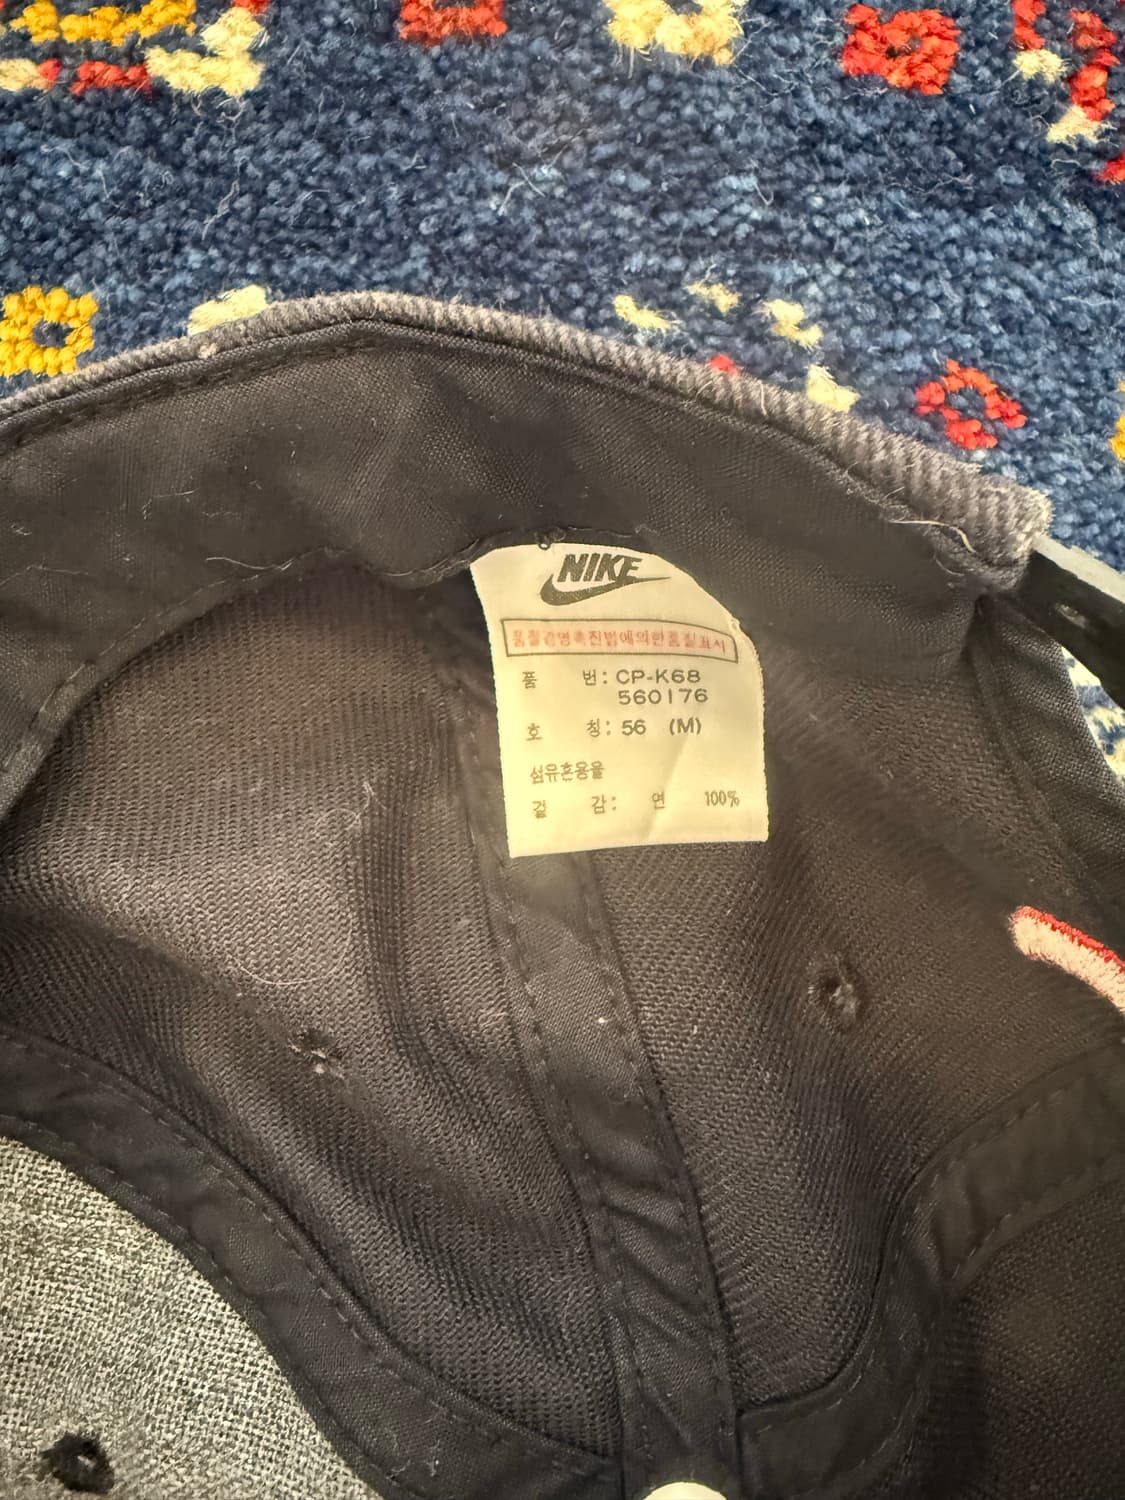 NIKE
품질경영촉진법에의한품질표시
품 번: CP-K68
560176
호 칭: 56 (M)
섬유혼용율
겉 감: 면 100%